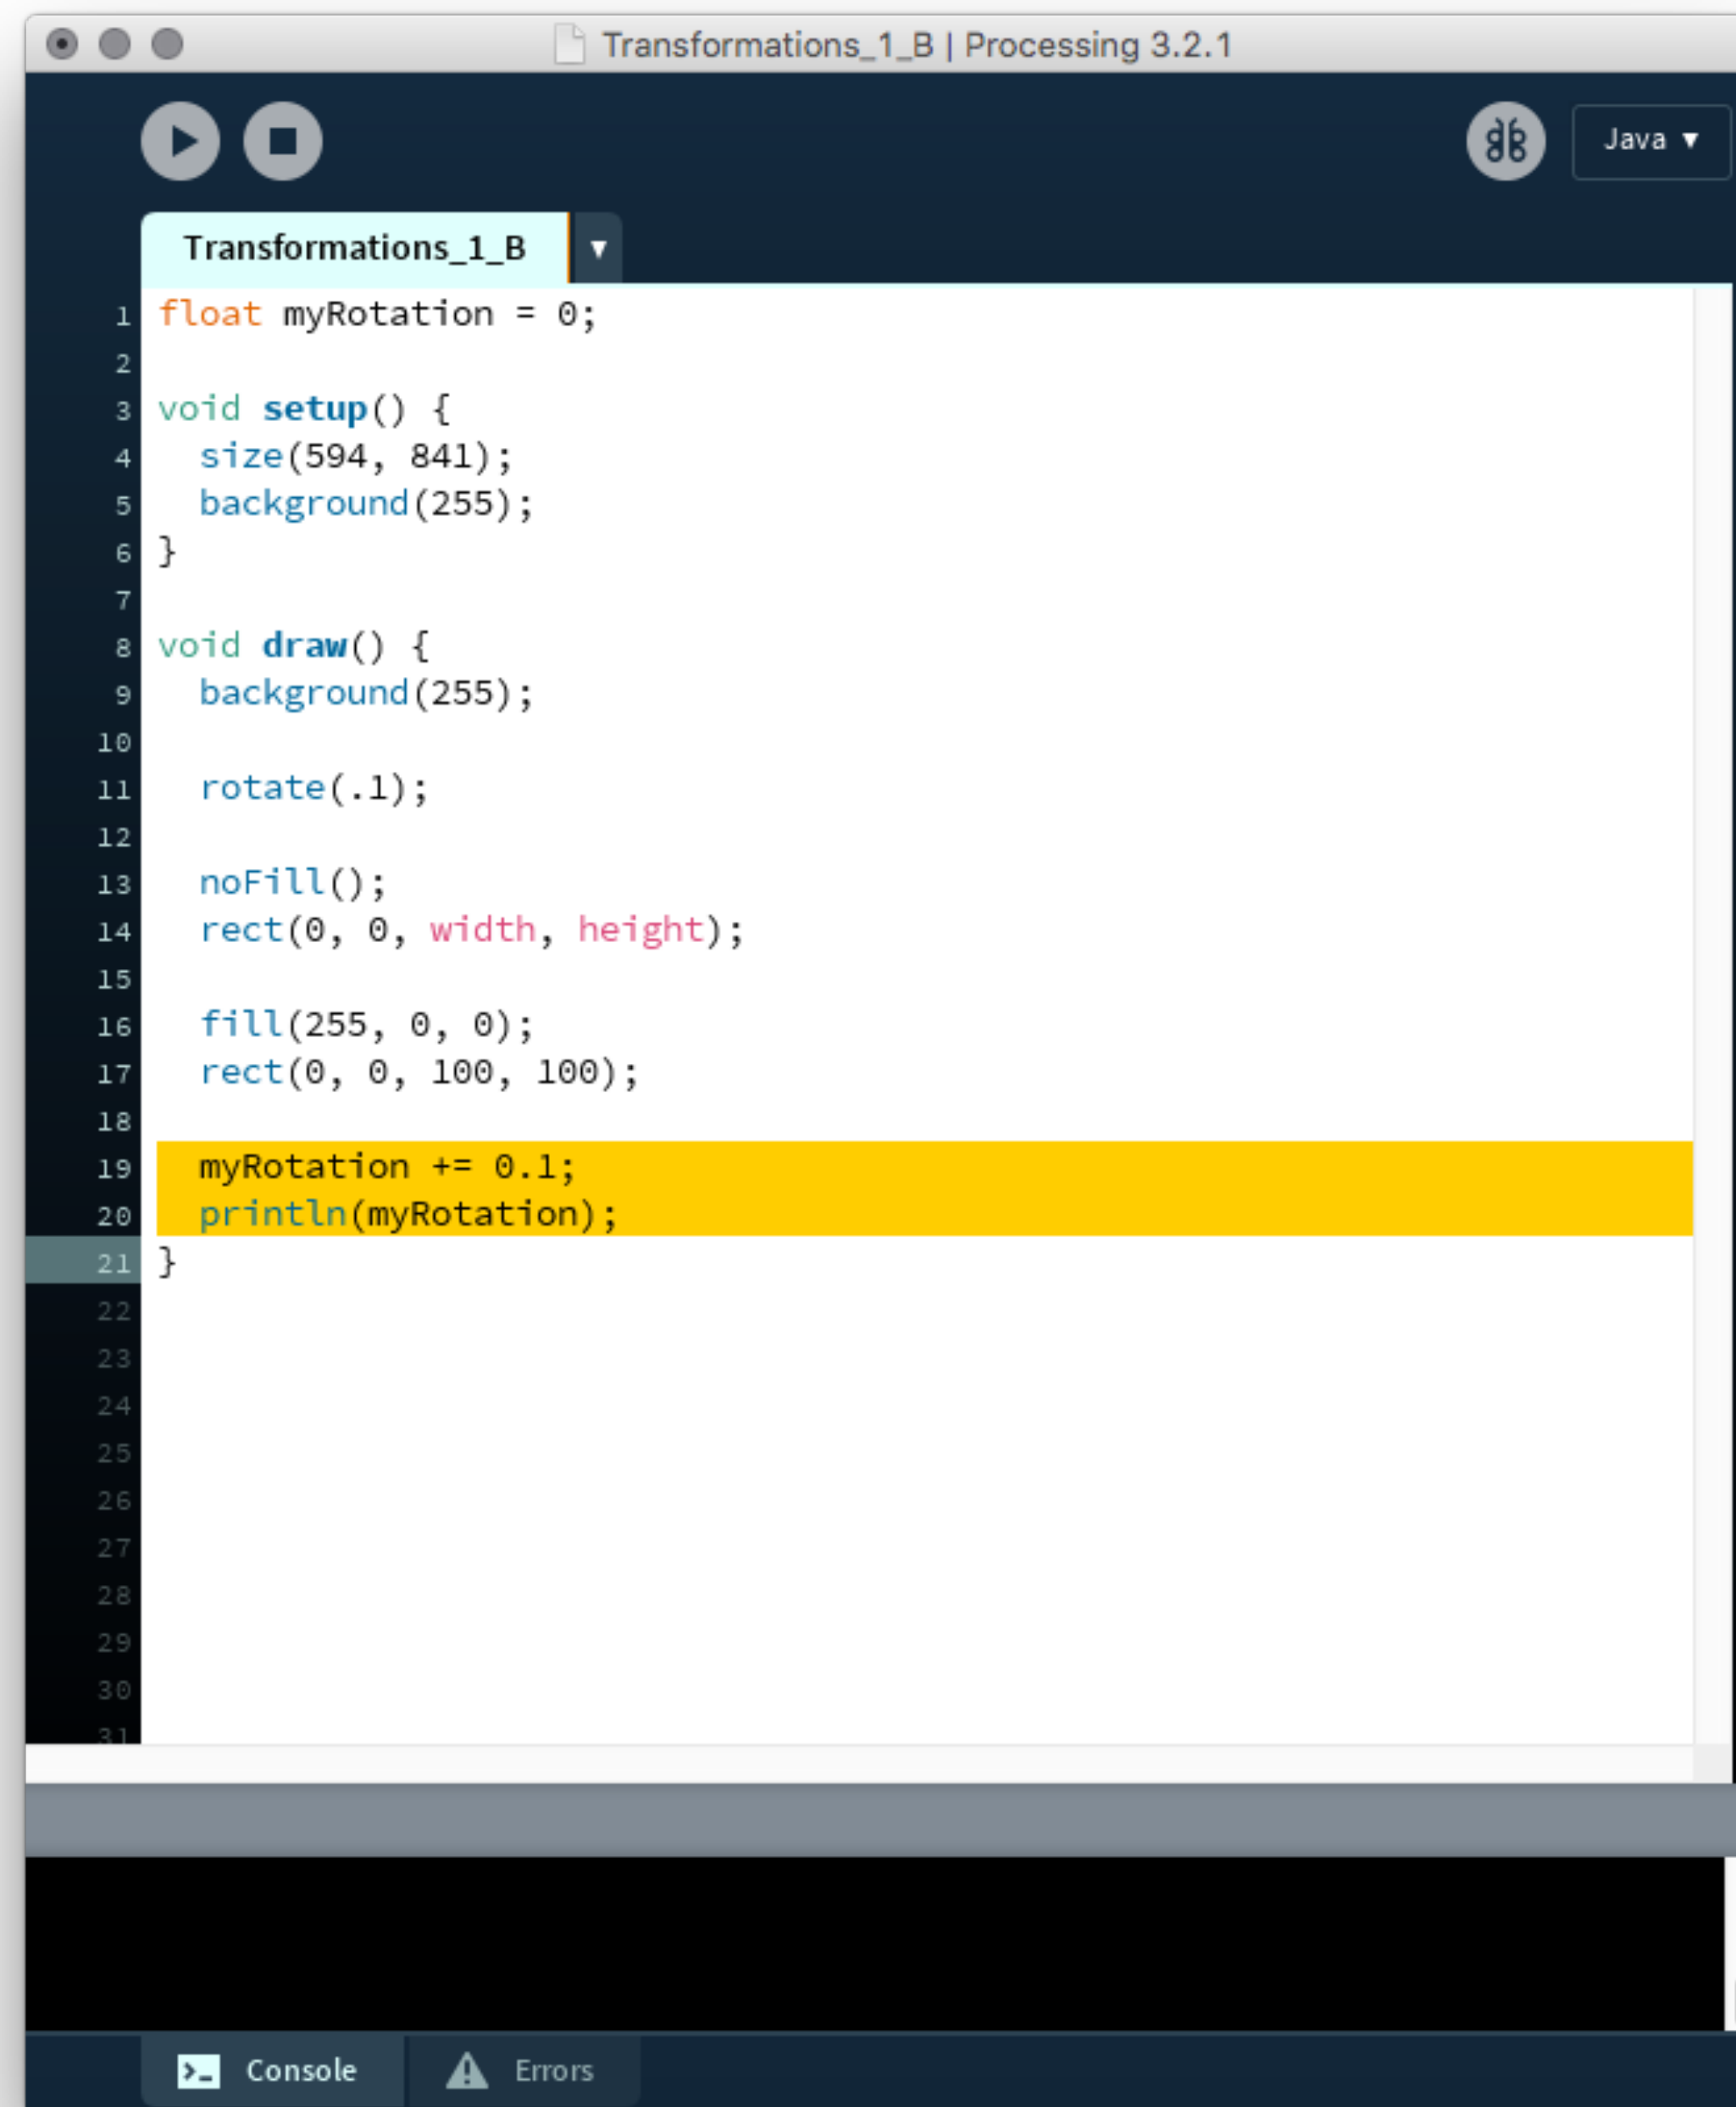 Transformations_1_B | Processing 3.2.1
Java ▼
Transformations_1_B ▼
1 float myRotation = 0;
2
3 void setup() {
4   size(594, 841);
5   background(255);
6 }
7
8 void draw() {
9   background(255);
10
11   rotate(.1);
12
13   noFill();
14   rect(0, 0, width, height);
15
16   fill(255, 0, 0);
17   rect(0, 0, 100, 100);
18
19   myRotation += 0.1;
20   println(myRotation);
21 }
22
23
24
25
26
27
28
29
30
31
Console Errors